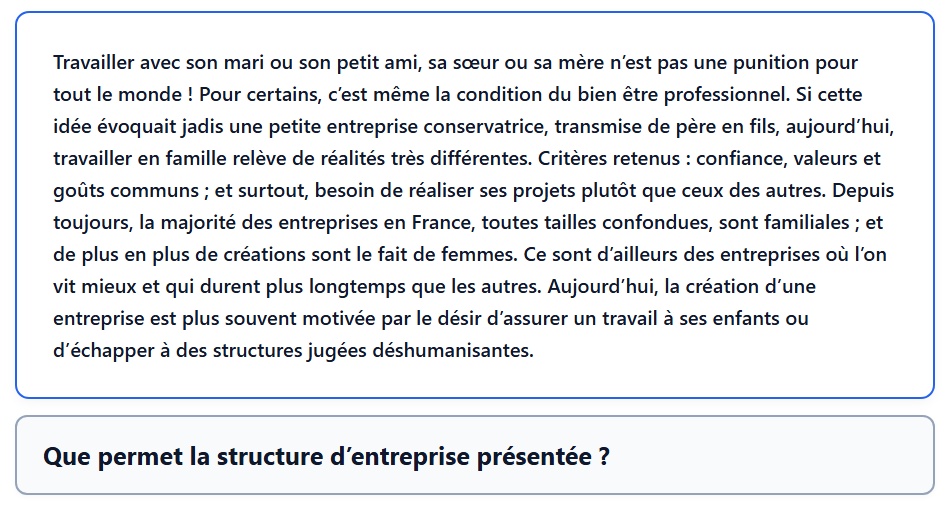 Travailler avec son mari ou son petit ami, sa sœur ou sa mère n’est pas une punition pour
tout le monde ! Pour certains, c’est même la condition du bien être professionnel. Si cette
idée évoquait jadis une petite entreprise conservatrice, transmise de père en fils, aujourd’hui,
travailler en famille relève de réalités très différentes. Critères retenus : confiance, valeurs et
goûts communs ; et surtout, besoin de réaliser ses projets plutôt que ceux des autres. Depuis
toujours, la majorité des entreprises en France, toutes tailles confondues, sont familiales ; et
de plus en plus de créations sont le fait de femmes. Ce sont d’ailleurs des entreprises où l’on
vit mieux et qui durent plus longtemps que les autres. Aujourd’hui, la création d’une
entreprise est plus souvent motivée par le désir d’assurer un travail à ses enfants ou
d’échapper à des structures jugées déshumanisantes.
Que permet la structure d’entreprise présentée ?